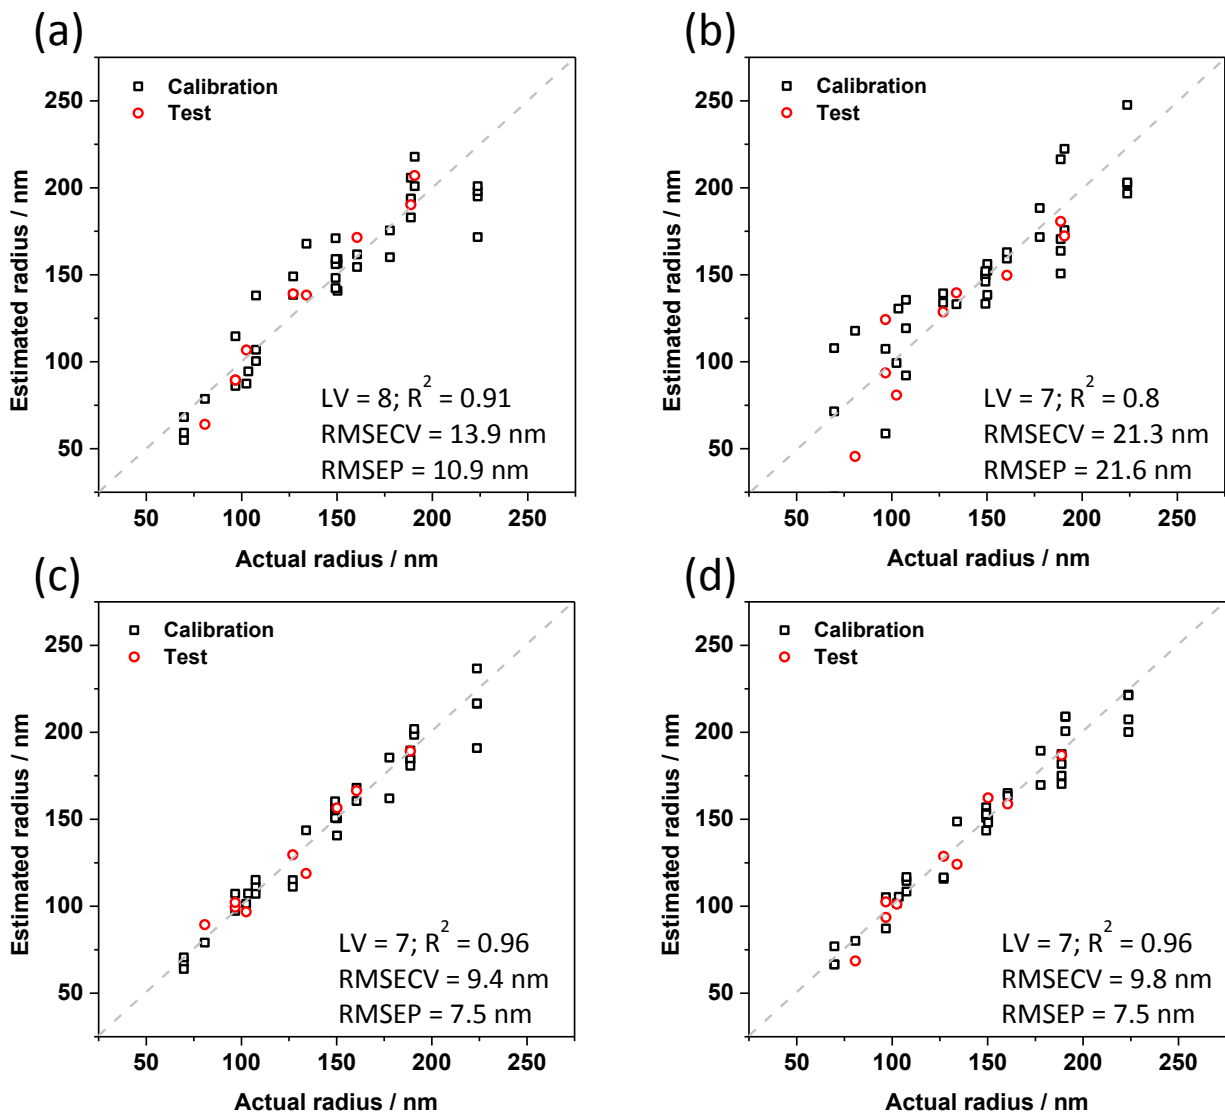 (a)
Calibration
Test
250
200
150
100
50
Estimated radius / nm
LV = 8; R² = 0.91
RMSECV = 13.9 nm
RMSEP = 10.9 nm
50 100 150 200 250
Actual radius / nm
(b)
Calibration
Test
250
200
150
100
50
Estimated radius / nm
LV = 7; R² = 0.8
RMSECV = 21.3 nm
RMSEP = 21.6 nm
50 100 150 200 250
Actual radius / nm
(c)
Calibration
Test
250
200
150
100
50
Estimated radius / nm
LV = 7; R² = 0.96
RMSECV = 9.4 nm
RMSEP = 7.5 nm
50 100 150 200 250
Actual radius / nm
(d)
Calibration
Test
250
200
150
100
50
Estimated radius / nm
LV = 7; R² = 0.96
RMSECV = 9.8 nm
RMSEP = 7.5 nm
50 100 150 200 250
Actual radius / nm